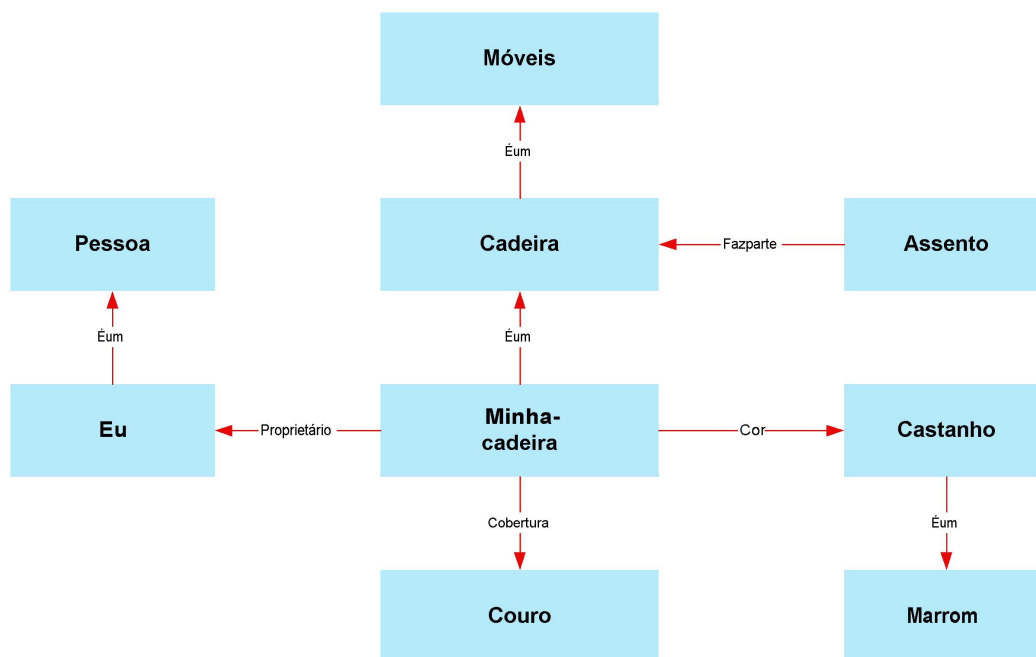 Móveis
Éum
Pessoa
Cadeira
Fazparte
Assento
Éum
Éum
Eu
Proprietário
Minha-
cadeira
Cor
Castanho
Cobertura
Éum
Couro
Marrom